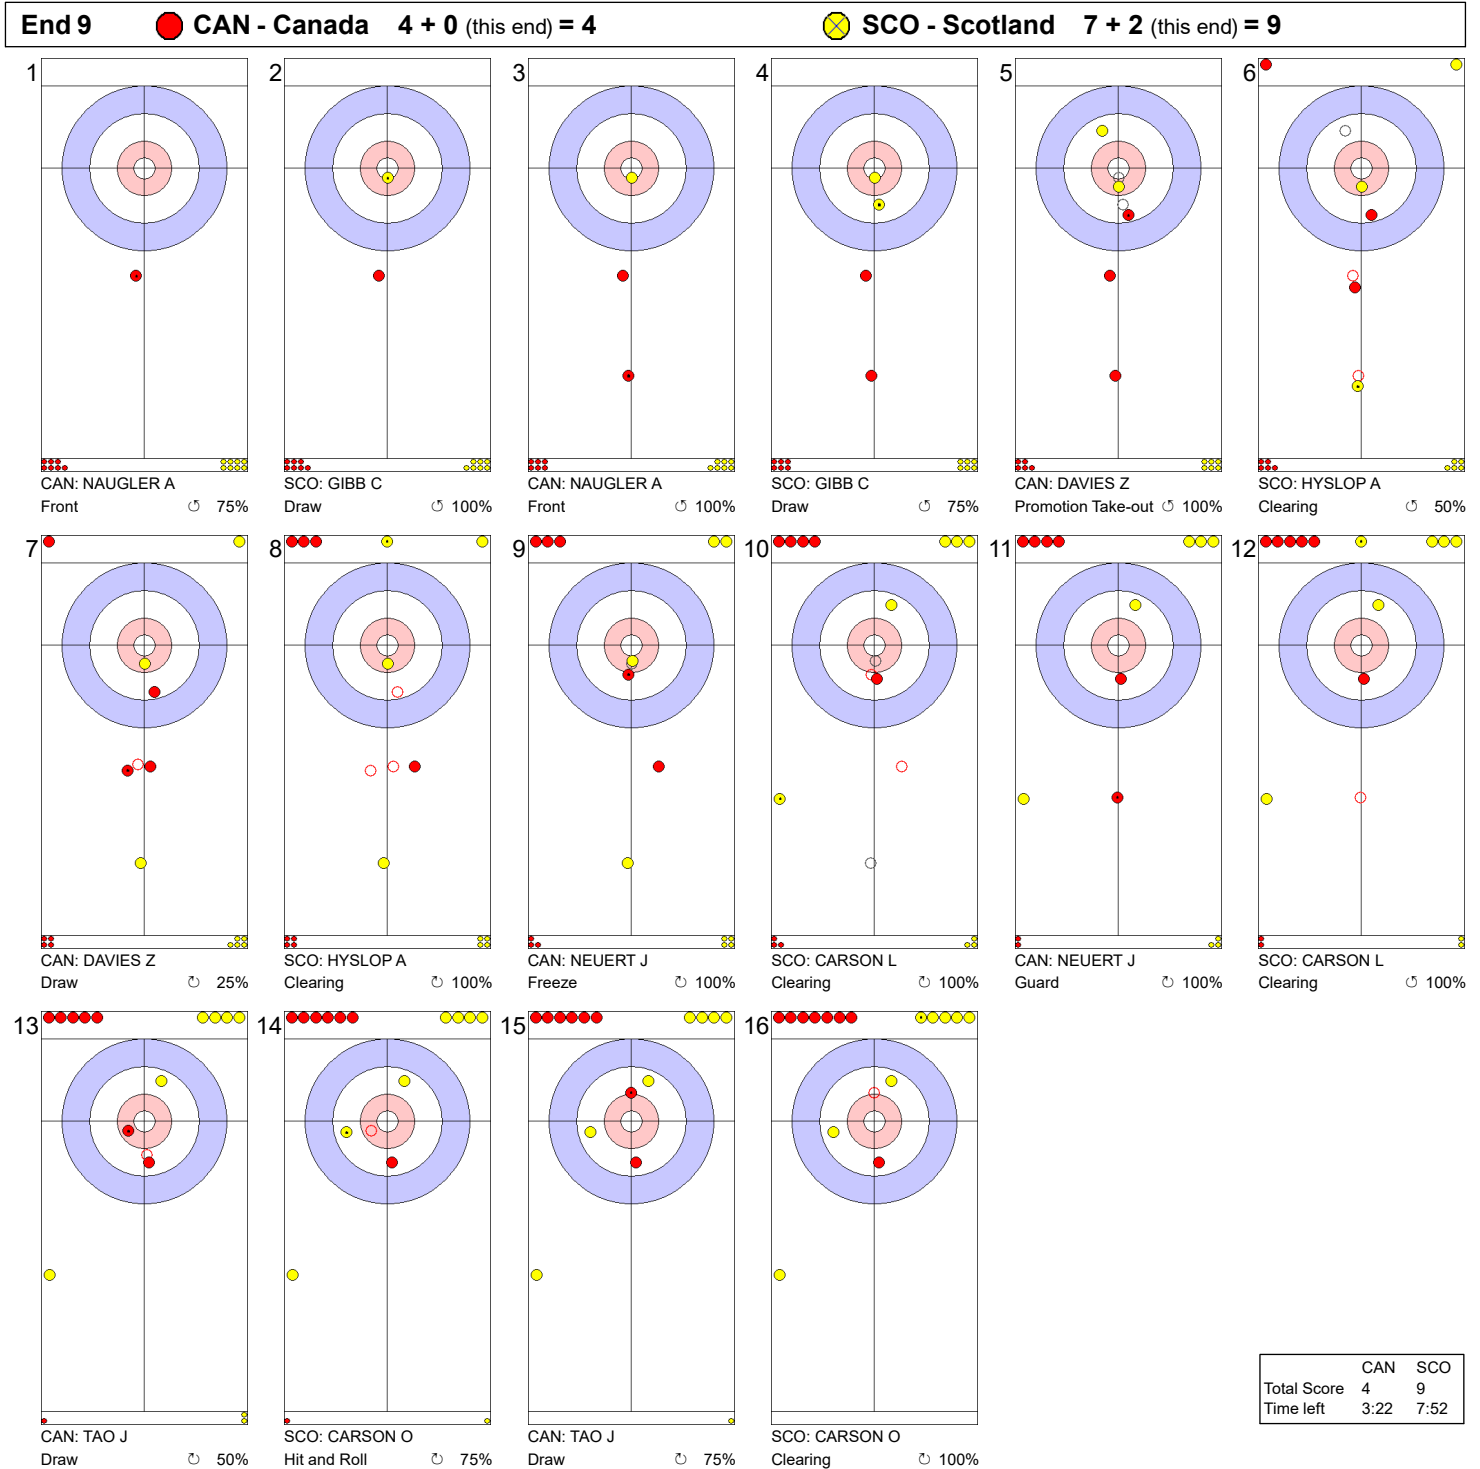 End 9 CAN - Canada 4 + 0 (this end) = 4 SCO - Scotland 7 + 2 (this end) = 9
1 2 3 4 5 6
CAN: NAUGLER A SCO: GIBB C CAN: NAUGLER A SCO: GIBB C CAN: DAVIES Z SCO: HYSLOP A
Front 75% Draw 100% Front 100% Draw 75% Promotion Take-out 100% Clearing 50%
7 8 9 10 11 12
CAN: DAVIES Z SCO: HYSLOP A CAN: NEUERT J SCO: CARSON L CAN: NEUERT J SCO: CARSON L
Draw 25% Clearing 100% Freeze 100% Clearing 100% Guard 100% Clearing 100%
13 14 15 16
CAN SCO
Total Score 4 9
Time left 3:22 7:52
CAN: TAO J SCO: CARSON O CAN: TAO J SCO: CARSON O
Draw 50% Hit and Roll 75% Draw 75% Clearing 100%